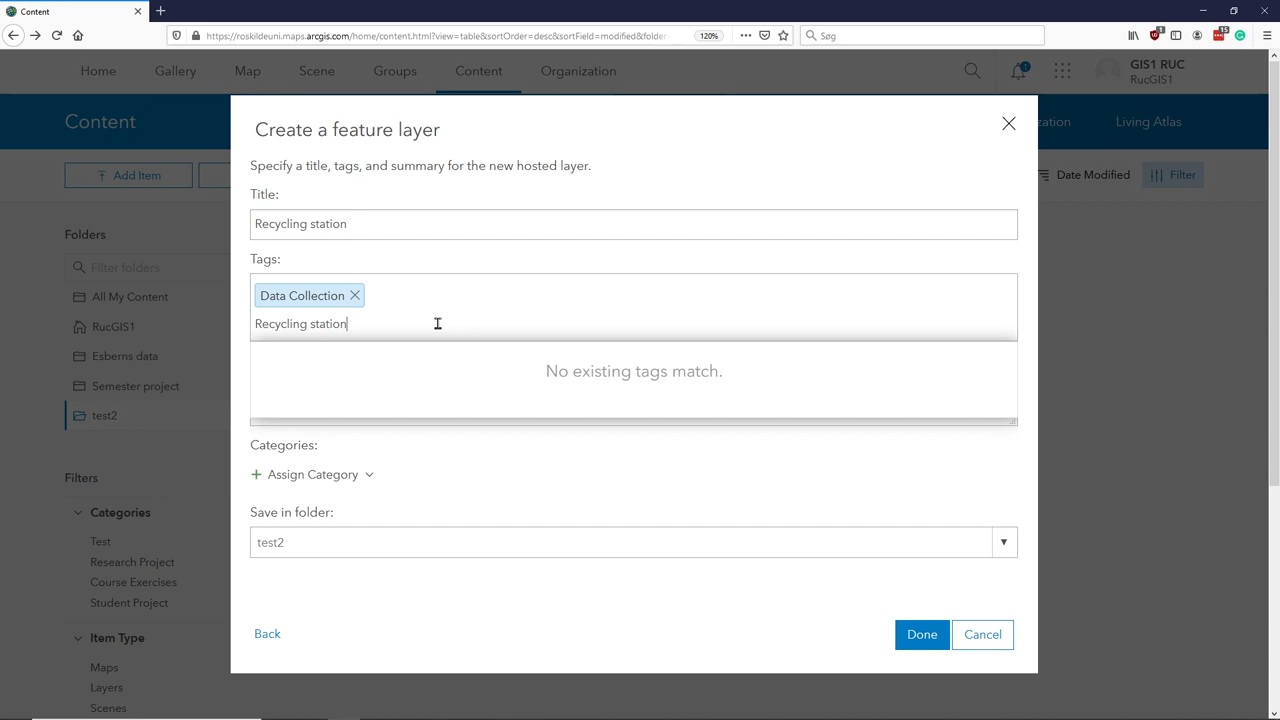 Content
https://roskildeuni.maps.arcgis.com/home/content.html?view=table&sortOrder=desc&sortField=modified&folder
120%
Søg
1
15
Home
Gallery
Map
Scene
Groups
Content
Organization
1
GIS1 RUC
RucGIS1
Content
zation
Living Atlas
Add Item
Date Modified
Filter
Create a feature layer
Specify a title, tags, and summary for the new hosted layer.
Title:
Recycling station
Tags:
Data Collection
Recycling station
No existing tags match.
Categories:
Assign Category
Save in folder:
test2
Back
Done
Cancel
Folders
Filter folders
All My Content
RucGIS1
Esberns data
Semester project
test2
Filters
Categories
Test
Research Project
Course Exercises
Student Project
Item Type
Maps
Layers
Scenes